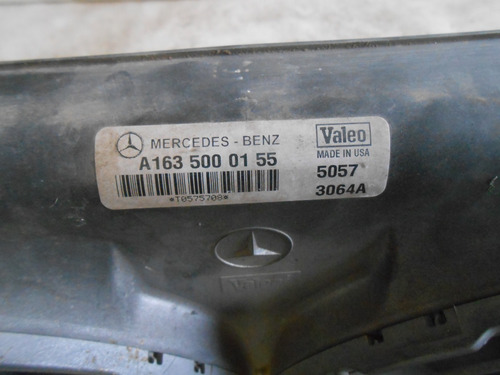 MERCEDES - BENZ
A163 500 01 55
*T0575708*
Valeo
MADE IN USA
5057
3064A
Valeo